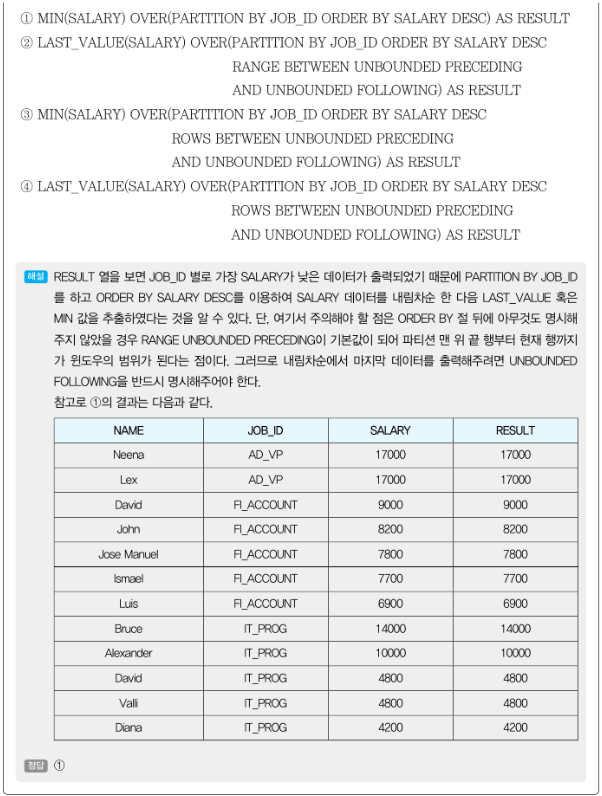 ① MIN(SALARY) OVER(PARTITION BY JOB_ID ORDER BY SALARY DESC) AS RESULT
② LAST_VALUE(SALARY) OVER(PARTITION BY JOB_ID ORDER BY SALARY DESC
RANGE BETWEEN UNBOUNDED PRECEDING
AND UNBOUNDED FOLLOWING) AS RESULT
③ MIN(SALARY) OVER(PARTITION BY JOB_ID ORDER BY SALARY DESC
ROWS BETWEEN UNBOUNDED PRECEDING
AND UNBOUNDED FOLLOWING) AS RESULT
④ LAST_VALUE(SALARY) OVER(PARTITION BY JOB_ID ORDER BY SALARY DESC
ROWS BETWEEN UNBOUNDED PRECEDING
AND UNBOUNDED FOLLOWING) AS RESULT
해설 RESULT 열을 보면 JOB_ID 별로 가장 SALARY가 낮은 데이터가 출력되었기 때문에 PARTITION BY JOB_ID
를 하고 ORDER BY SALARY DESC를 이용하여 SALARY 데이터를 내림차순 한 다음 LAST_VALUE 혹은
MIN 값을 추출하였다는 것을 알 수 있다. 단, 여기서 주의해야 할 점은 ORDER BY 절 뒤에 아무것도 명시해
주지 않았을 경우 RANGE UNBOUNDED PRECEDING이 기본값이 되어 파티션 맨 위 끝 행부터 현재 행까지
가 윈도우의 범위가 된다는 점이다. 그러므로 내림차순에서 마지막 데이터를 출력해주려면 UNBOUNDED
FOLLOWING을 반드시 명시해주어야 한다.
참고로 ①의 결과는 다음과 같다.
NAME JOB_ID SALARY RESULT
Neena AD_VP 17000 17000
Lex AD_VP 17000 17000
David FI_ACCOUNT 9000 9000
John FI_ACCOUNT 8200 8200
Jose Manuel FI_ACCOUNT 7800 7800
Ismael FI_ACCOUNT 7700 7700
Luis FI_ACCOUNT 6900 6900
Bruce IT_PROG 14000 14000
Alexander IT_PROG 10000 10000
David IT_PROG 4800 4800
Valli IT_PROG 4800 4800
Diana IT_PROG 4200 4200
정답 ①